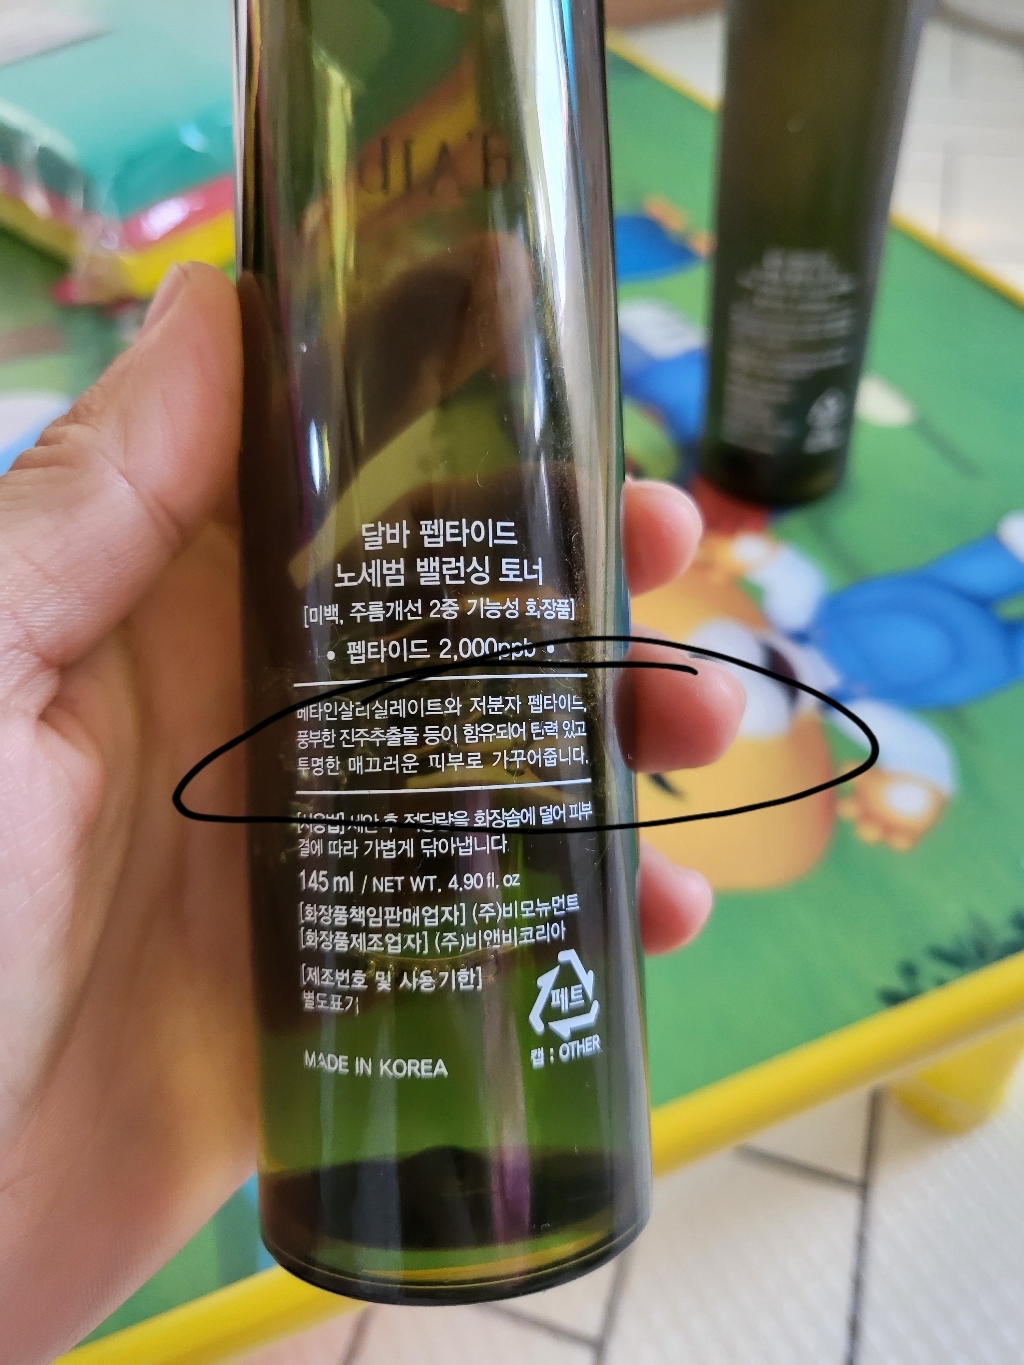 d'Alb
달바 펩타이드
노세범 밸런싱 토너
[미백, 주름개선 2중 기능성 화장품]
• 펩타이드 2,000ppb •
베타인살리실레이트와 저분자 펩타이드,
풍부한 진주추출물 등이 함유되어 탄력 있고
투명한 매끄러운 피부로 가꾸어줍니다.
[사용법] 세안 후 적당량을 화장솜에 덜어 피부
결에 따라 가볍게 닦아냅니다.
145 ml / NET WT. 4.90 fl. oz
[화장품책임판매업자] (주)비모뉴먼트
[화장품제조업자] (주)비앤비코리아
[제조번호 및 사용기한]
별도표기
페트
캡 : OTHER
MADE IN KOREA